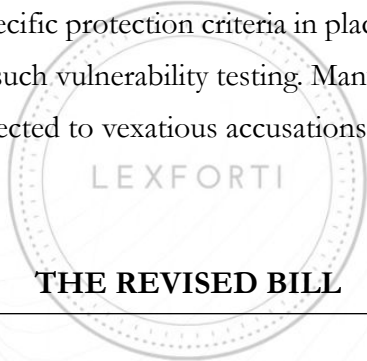 ecific protection criteria in plac
such vulnerability testing. Man
ected to vexatious accusations
LEXFORTI
THE REVISED BILL